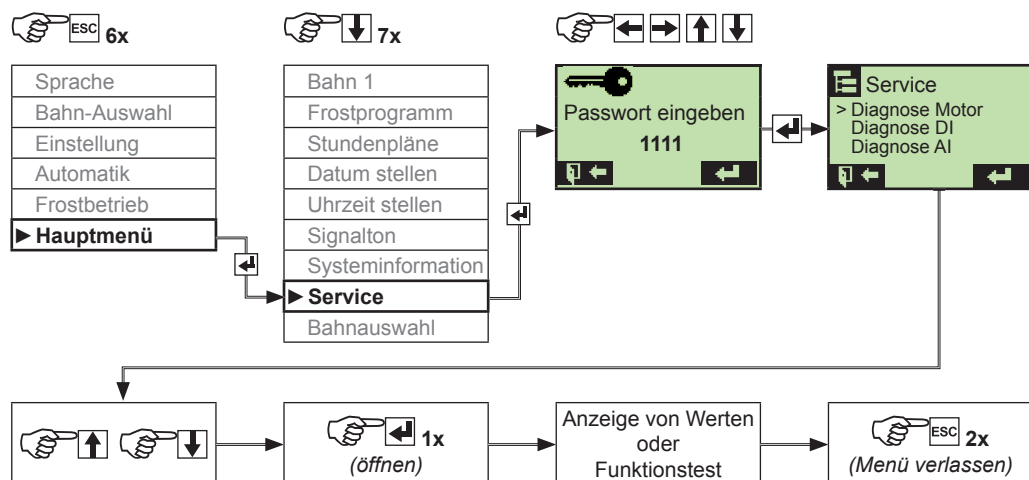 ESC 6x
Sprache
Bahn-Auswahl
Einstellung
Automatik
Frostbetrieb
Hauptmenü
7x
Bahn 1
Frostprogramm
Stundenpläne
Datum stellen
Uhrzeit stellen
Signalton
Systeminformation
Service
Bahnauswahl
Passwort eingeben
1111
Service
> Diagnose Motor
Diagnose DI
Diagnose AI
1x
(öffnen)
Anzeige von Werten
oder
Funktionstest
ESC 2x
(Menü verlassen)